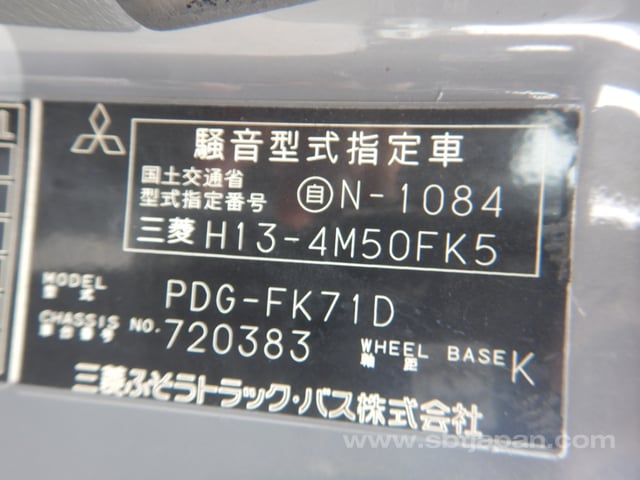 騒音型式指定車
国土交通省
型式指定番号 自N-1084
三菱 H13-4M50FK5
MODEL
型式 PDG-FK71D
CHASSIS NO.
車台番号 720383
WHEEL BASE
軸距 K
三菱ふそうトラック・バス株式会社
www.sbtjapan.com
L